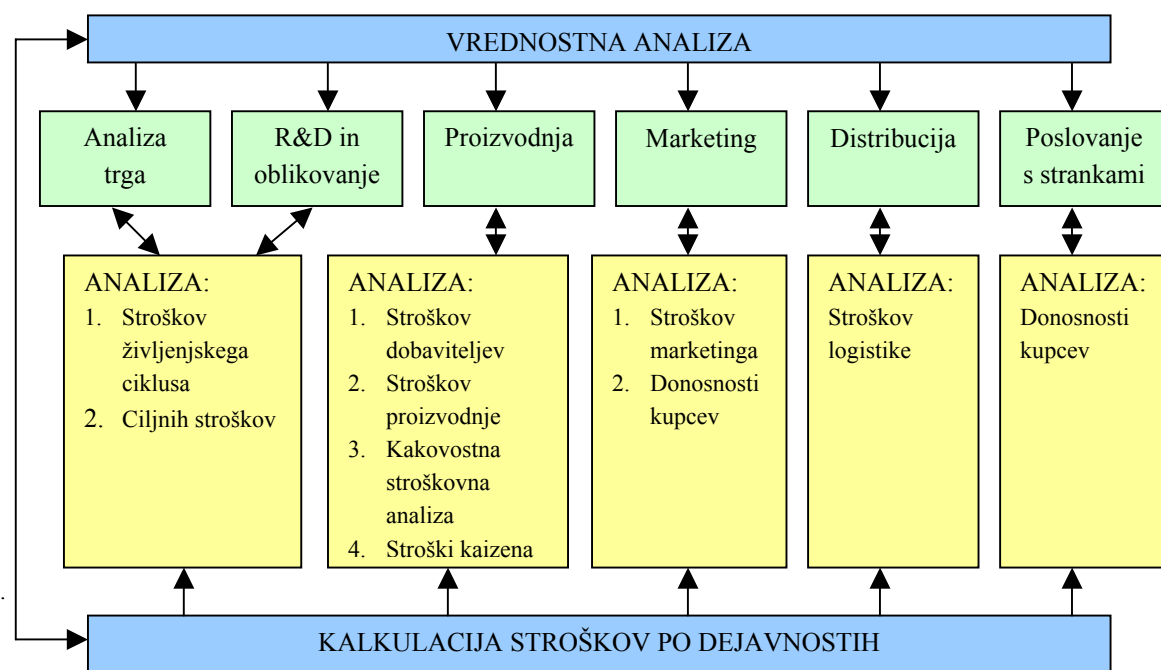 VREDNOSTNA ANALIZA
Analiza
trga
R&D in
oblikovanje
Proizvodnja
Marketing
Distribucija
Poslovanje
s strankami
ANALIZA:
1. Stroškov
življenjskega
ciklusa
2. Ciljnih stroškov
ANALIZA:
1. Stroškov
dobaviteljev
2. Stroškov
proizvodnje
3. Kakovostna
stroškovna
analiza
4. Stroški kaizena
ANALIZA:
1. Stroškov
marketinga
2. Donosnosti
kupcev
ANALIZA:
Stroškov
logistike
ANALIZA:
Donosnosti
kupcev
.
KALKULACIJA STROŠKOV PO DEJAVNOSTIH